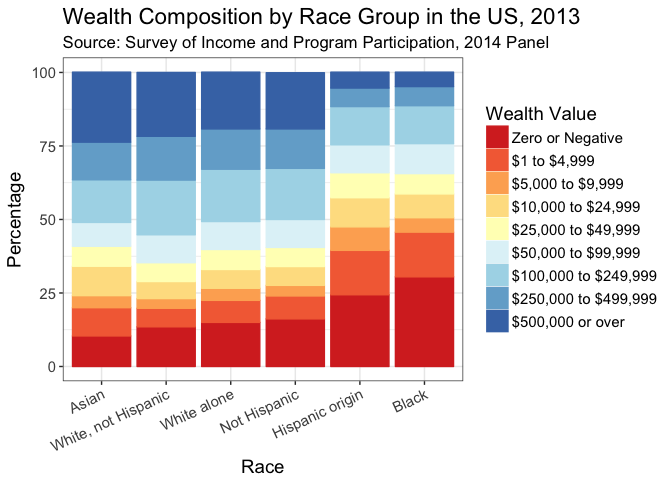 Wealth Composition by Race Group in the US, 2013
Source: Survey of Income and Program Participation, 2014 Panel
100
75
50
25
0
Percentage
Asian
White, not Hispanic
White alone
Not Hispanic
Hispanic origin
Black
Race
Wealth Value
Zero or Negative
$1 to $4,999
$5,000 to $9,999
$10,000 to $24,999
$25,000 to $49,999
$50,000 to $99,999
$100,000 to $249,999
$250,000 to $499,999
$500,000 or over